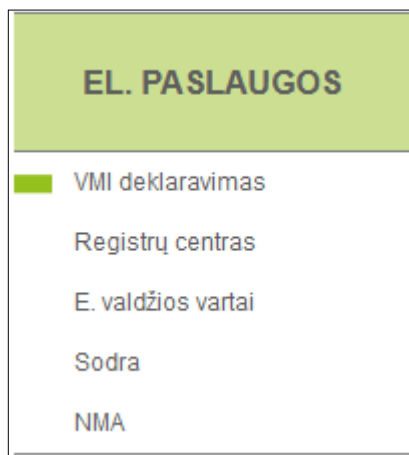 EL. PASLAUGOS
VMI deklaravimas
Registrų centras
E. valdžios vartai
Sodra
NMA